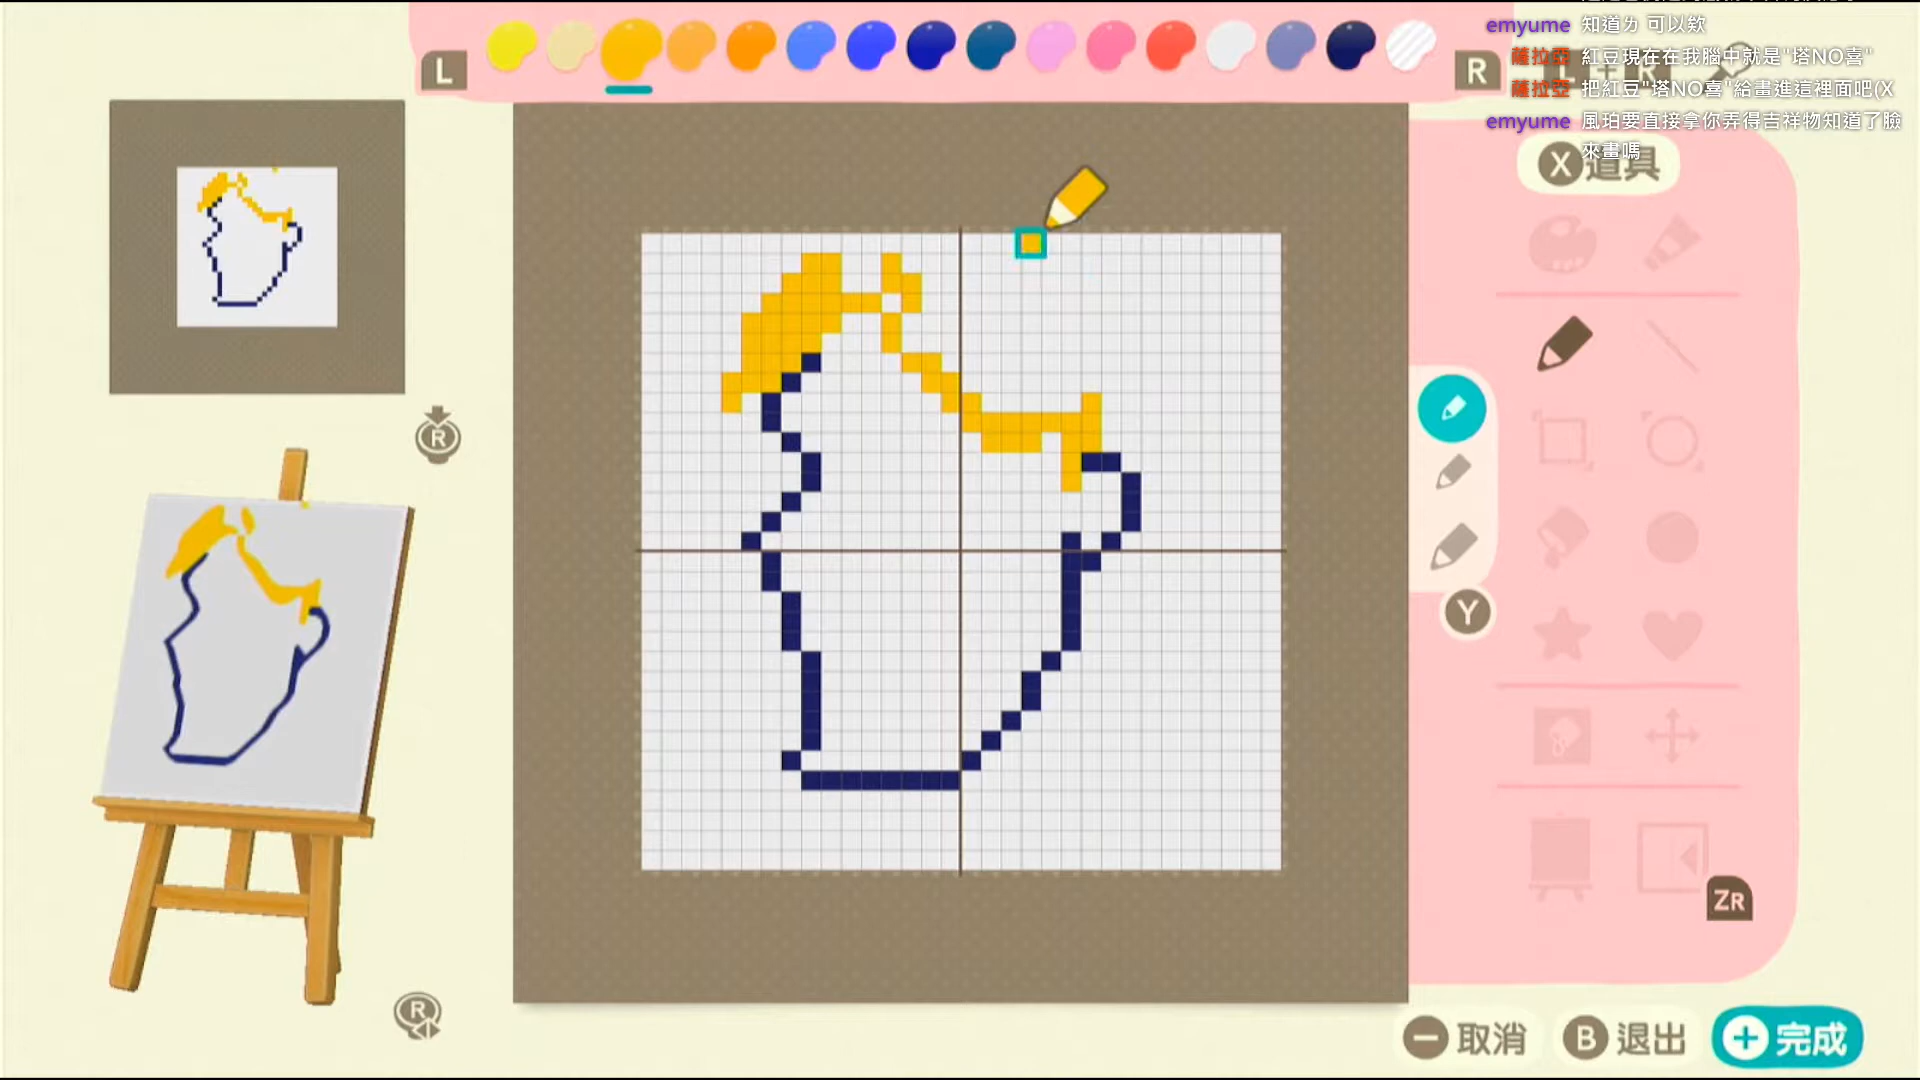 emyume 知道ㄌ 可以欸
薩拉亞 紅豆現在在我腦中就是"塔NO喜"
薩拉亞 把紅豆"塔NO喜"給畫進這裡面吧(X
emyume 風珀要直接拿你弄得吉祥物知道了臉
來畫嗎
L
R
L + R
X 道具
R
Y
ZR
R
取消
B 退出
完成